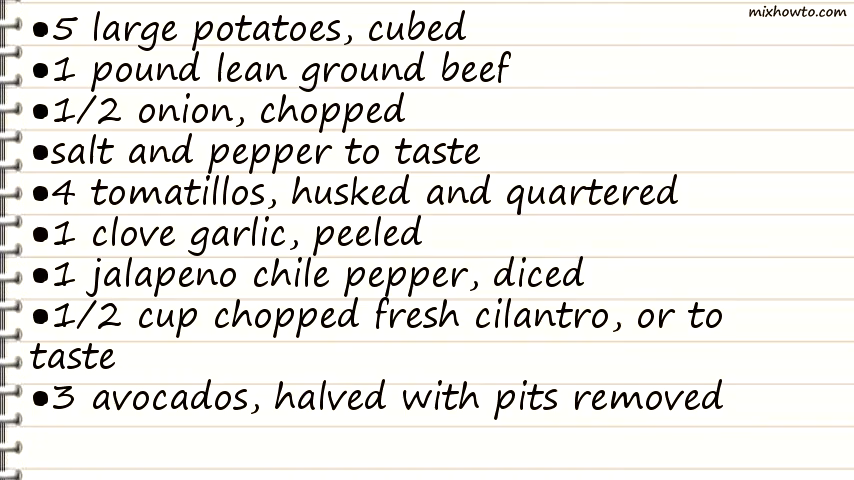 mixhowto.com
•5 large potatoes, cubed
•1 pound lean ground beef
•1/2 onion, chopped
•salt and pepper to taste
•4 tomatillos, husked and quartered
•1 clove garlic, peeled
•1 jalapeno chile pepper, diced
•1/2 cup chopped fresh cilantro, or to
taste
•3 avocados, halved with pits removed